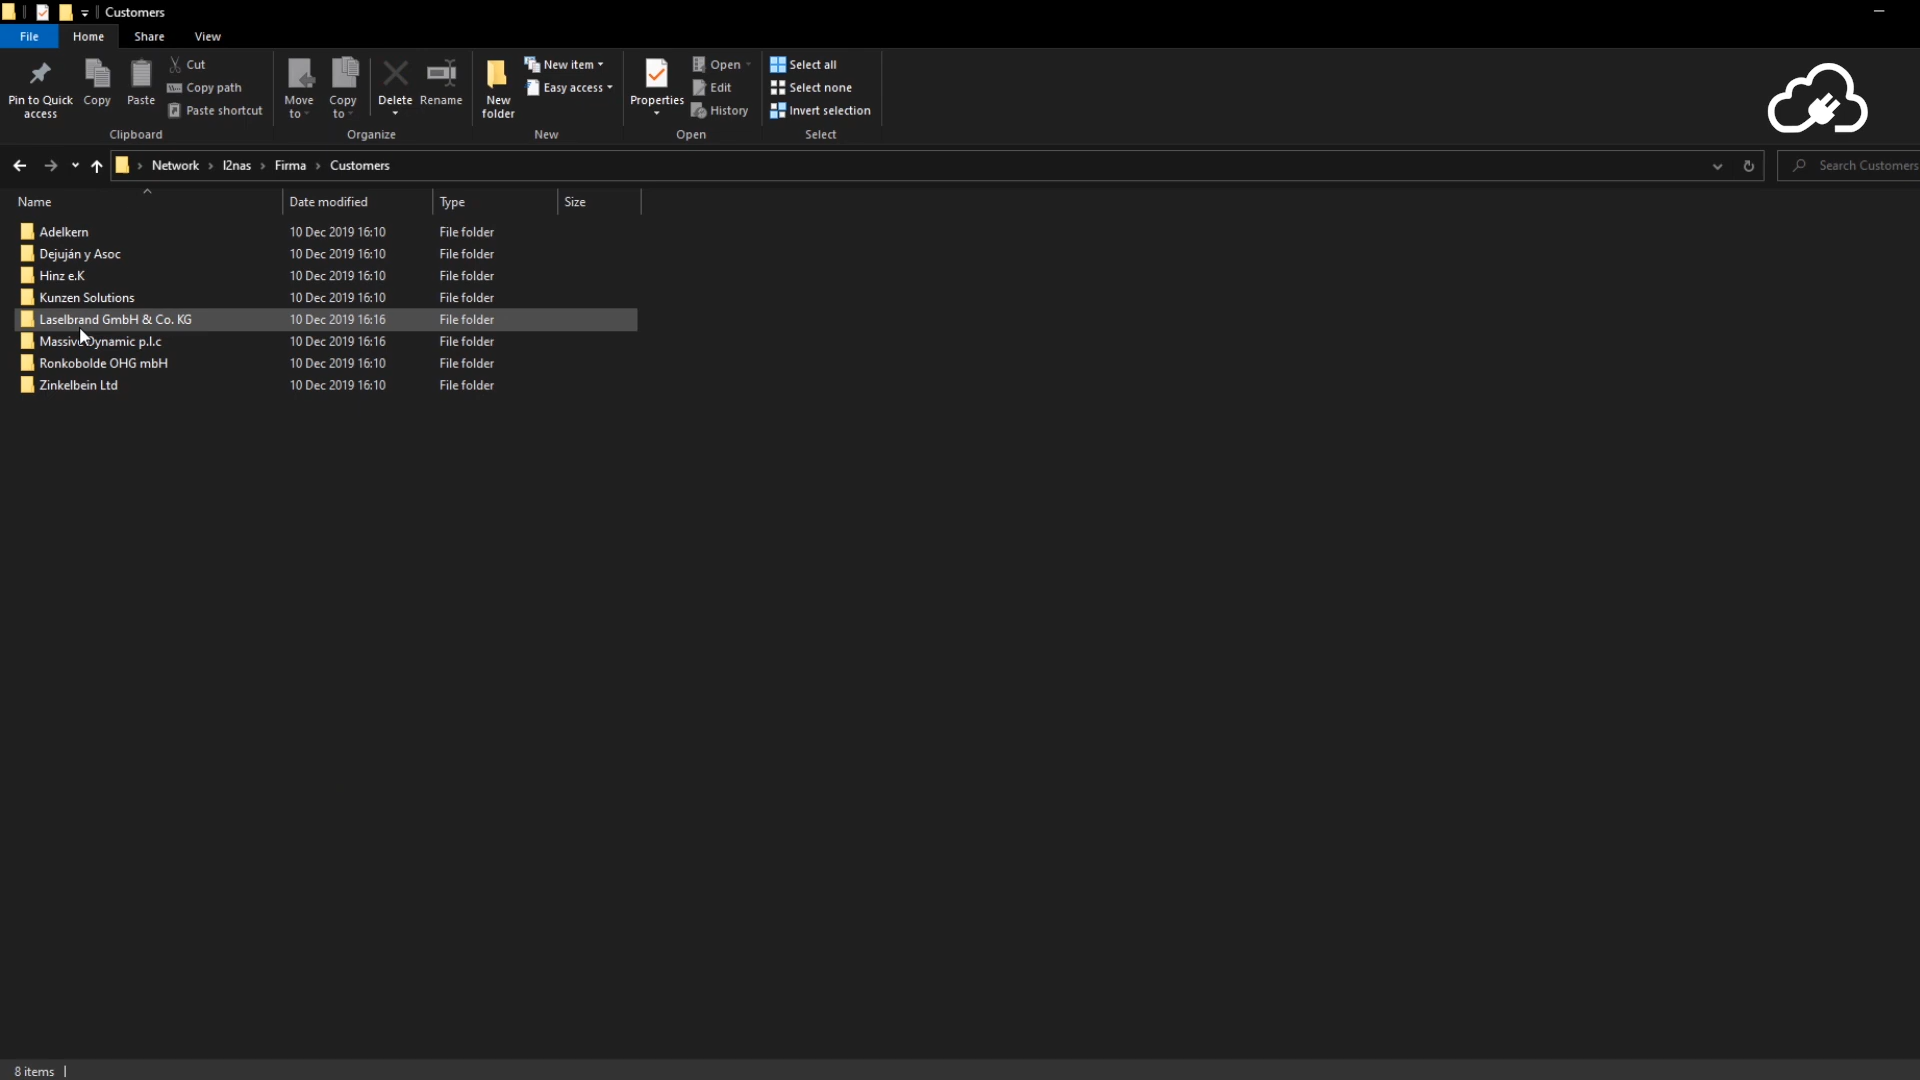 Customers
File Home Share View
Pin to Quick access
Copy
Paste
Cut
Copy path
Paste shortcut
Clipboard
Move to
Copy to
Delete
Rename
Organize
New folder
New item
Easy access
New
Properties
Open
Edit
History
Open
Select all
Select none
Invert selection
Select
Network › l2nas › Firma › Customers
Search Customers
Name Date modified Type Size
Adelkern 10 Dec 2019 16:10 File folder
Dejuján y Asoc 10 Dec 2019 16:10 File folder
Hinz e.K 10 Dec 2019 16:10 File folder
Kunzen Solutions 10 Dec 2019 16:10 File folder
Laselbrand GmbH & Co. KG 10 Dec 2019 16:16 File folder
Massive Dynamic p.l.c 10 Dec 2019 16:16 File folder
Ronkobolde OHG mbH 10 Dec 2019 16:10 File folder
Zinkelbein Ltd 10 Dec 2019 16:10 File folder
8 items